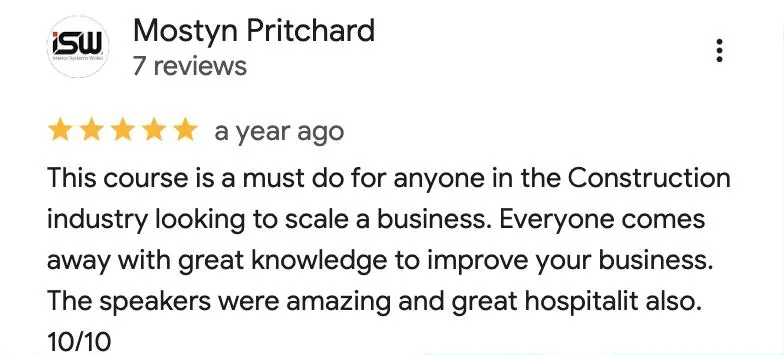 iSW
Interior Systems Wales
Mostyn Pritchard
7 reviews
a year ago
This course is a must do for anyone in the Construction
industry looking to scale a business. Everyone comes
away with great knowledge to improve your business.
The speakers were amazing and great hospitalit also.
10/10